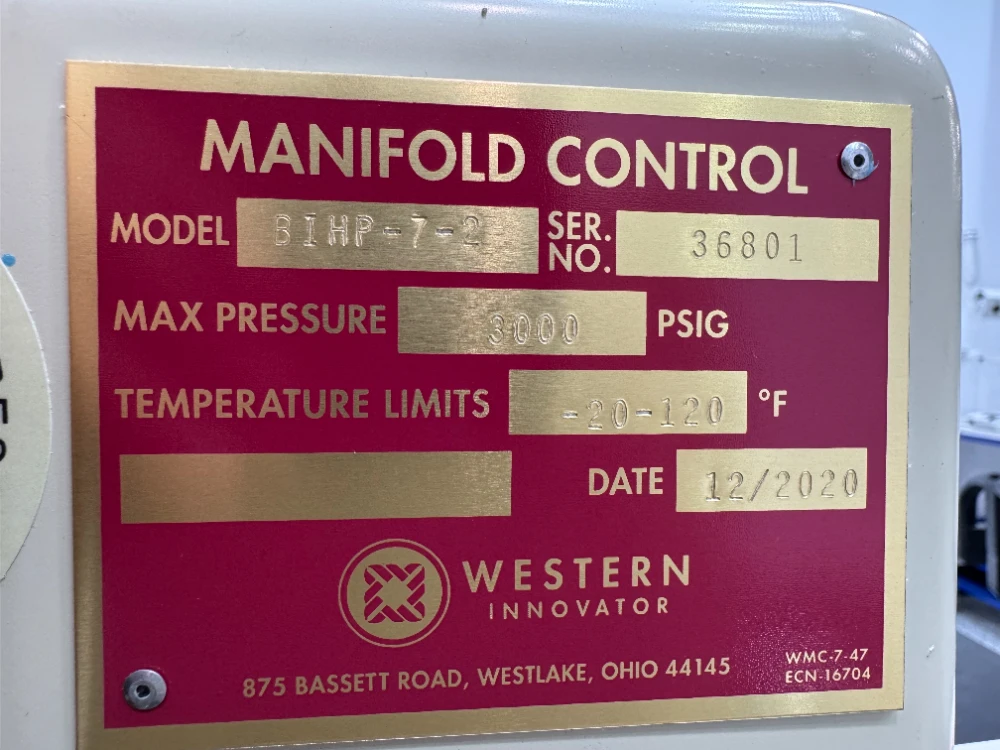 MANIFOLD CONTROL
MODEL BIHP-7-2 SER. NO. 36801
MAX PRESSURE 3000 PSIG
TEMPERATURE LIMITS -20-120 °F
DATE 12/2020
WESTERN
INNOVATOR
875 BASSETT ROAD, WESTLAKE, OHIO 44145
WMC-7-47
ECN-16704